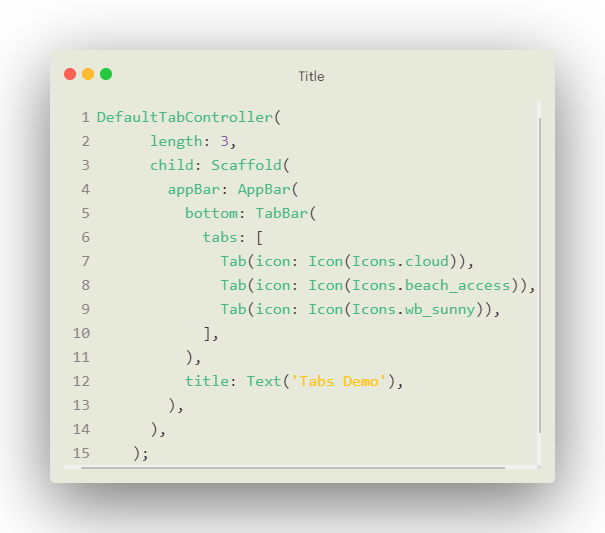 Title
1 DefaultTabController(
2       length: 3,
3       child: Scaffold(
4         appBar: AppBar(
5           bottom: TabBar(
6             tabs: [
7               Tab(icon: Icon(Icons.cloud)),
8               Tab(icon: Icon(Icons.beach_access)),
9               Tab(icon: Icon(Icons.wb_sunny)),
10             ],
11           ),
12           title: Text('Tabs Demo'),
13         ),
14       ),
15     );